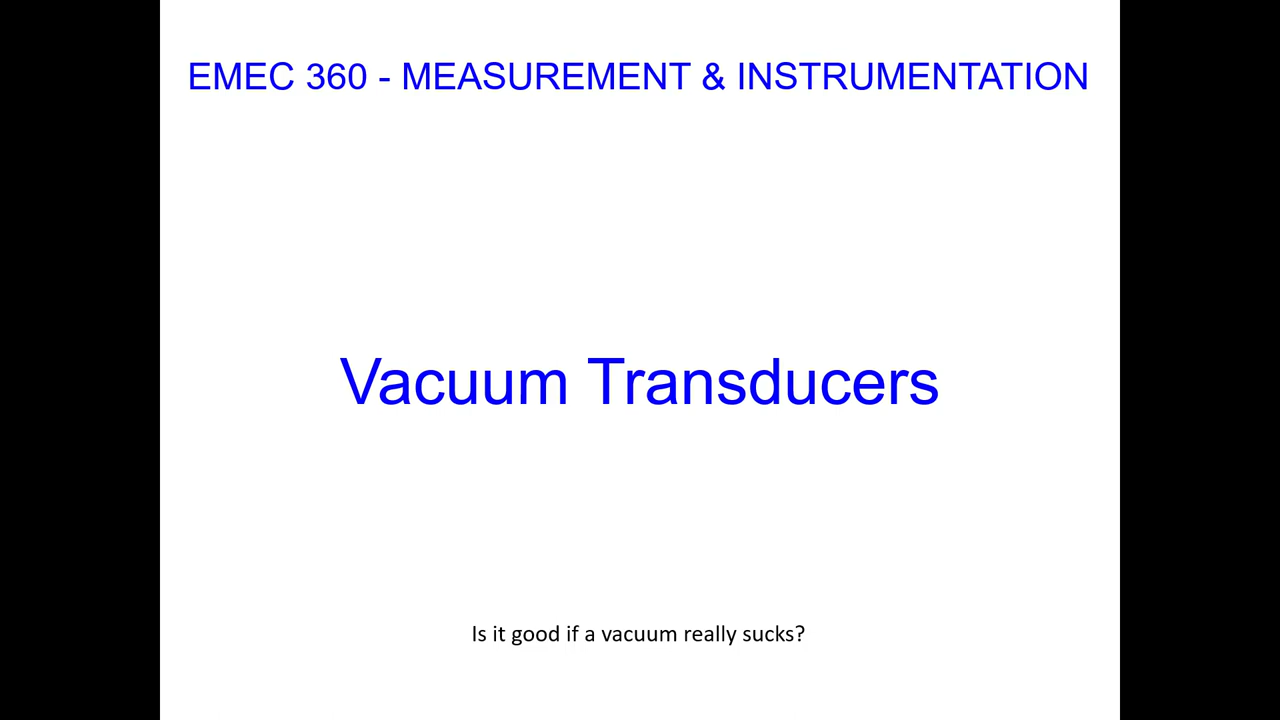 EMEC 360 - MEASUREMENT & INSTRUMENTATION
Vacuum Transducers
Is it good if a vacuum really sucks?